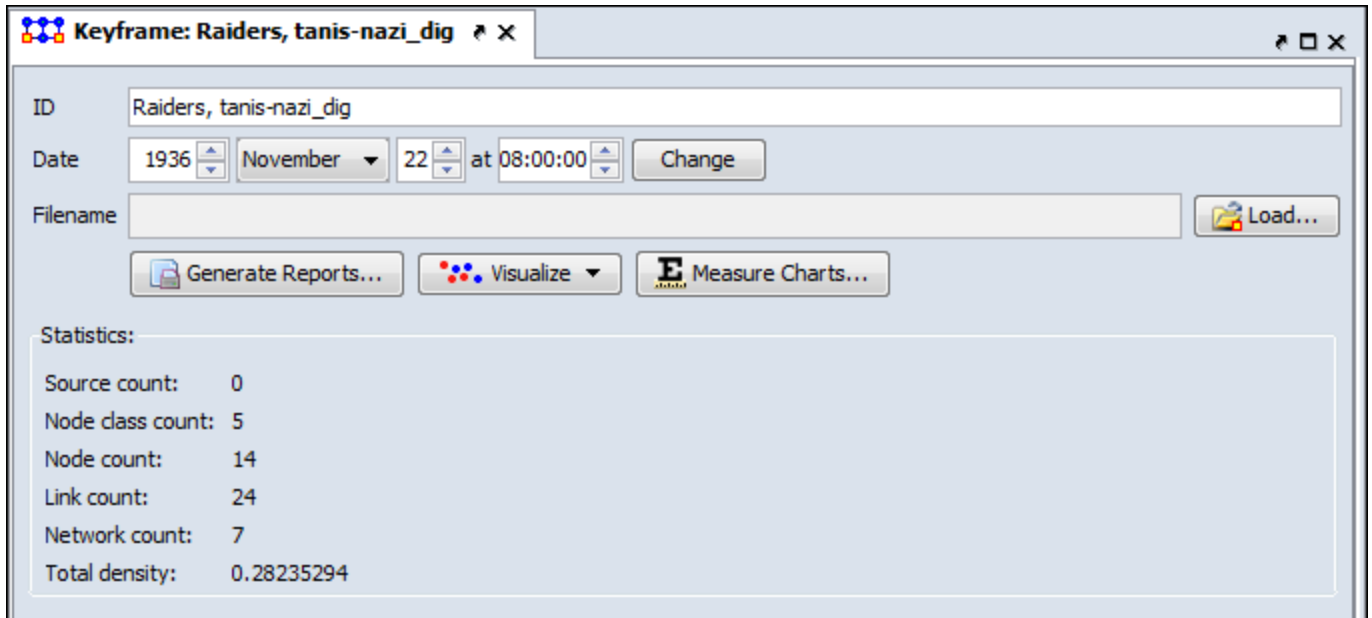 Keyframe: Raiders, tanis-nazi_dig
ID Raiders, tanis-nazi_dig
Date 1936 November 22 at 08:00:00 Change
Filename Load...
Generate Reports... Visualize E Measure Charts...
Statistics:
Source count: 0
Node class count: 5
Node count: 14
Link count: 24
Network count: 7
Total density: 0.28235294